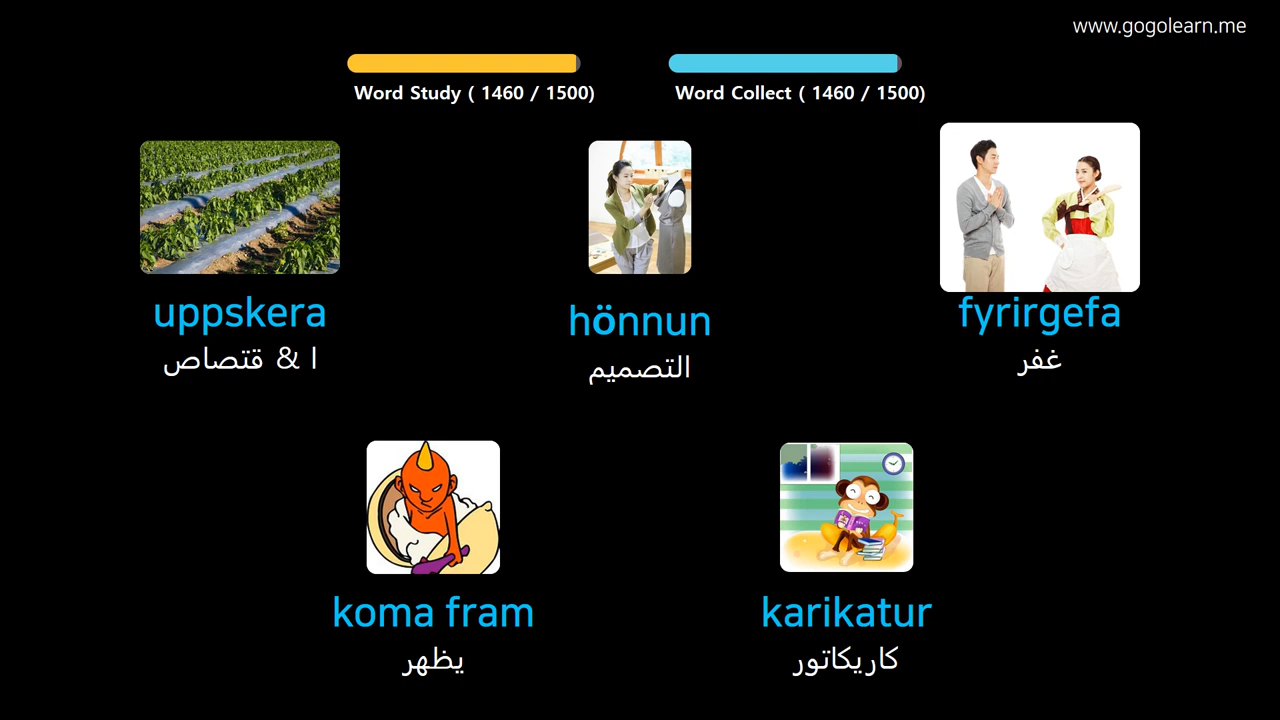 www.gogolearn.me
Word Study ( 1460 / 1500)
Word Collect ( 1460 / 1500)
uppskera
ا & قتصاص
hönnun
التصميم
fyrirgefa
غفر
koma fram
يظهر
karikatur
كاريكاتور